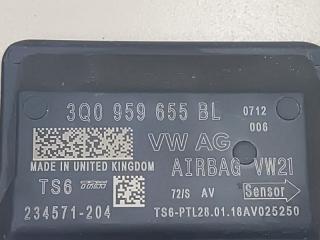 3Q0 959 655 BL 0712
006
VW AG
MADE IN UNITED KINGDOM AIRBAG VW21
TS6 72/S AV Sensor
234571-204 TS6-PTL28.01.18AV025250